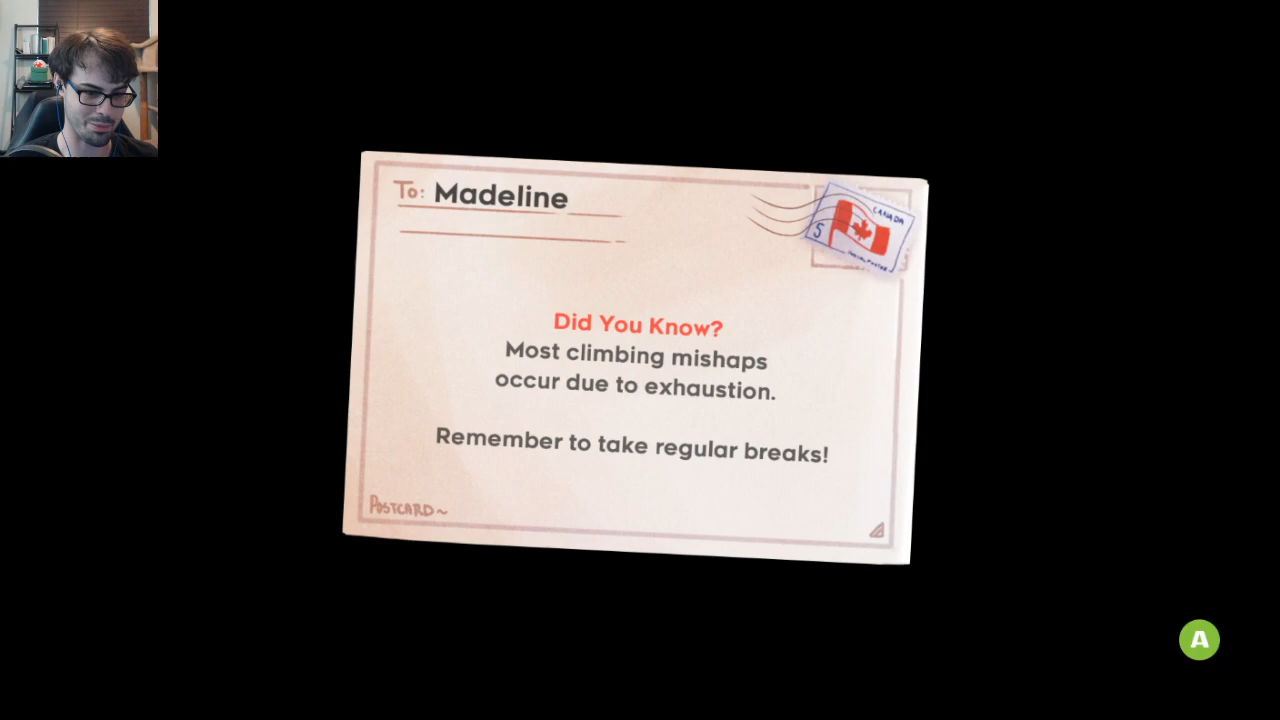 To: Madeline
CANADA
5
Did You Know?
Most climbing mishaps
occur due to exhaustion.
Remember to take regular breaks!
POSTCARD~
A